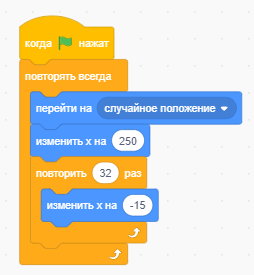 когда нажат
повторять всегда
перейти на случайное положение
изменить x на 250
повторить 32 раз
изменить x на -15